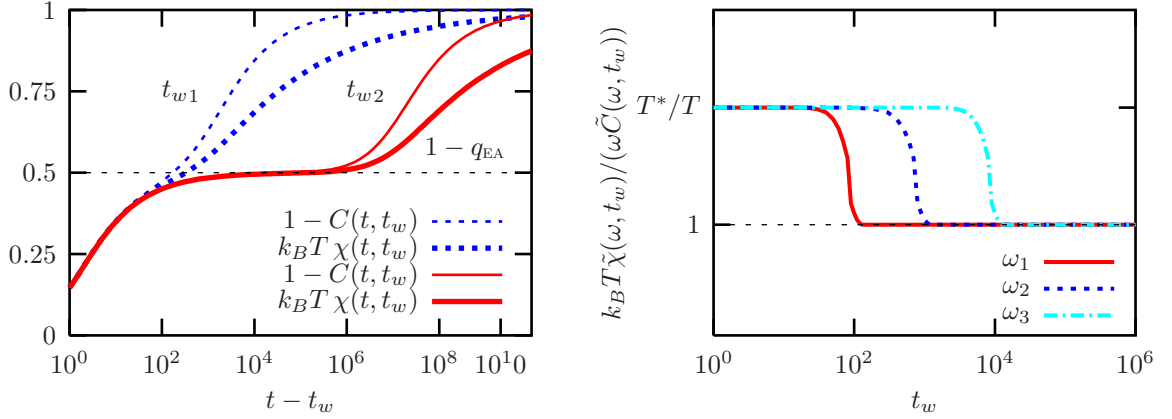 1
0.75
0.5
0.25
0
t_{w1}
t_{w2}
1 − q_{EA}
1 − C(t, t_w)
k_B T χ(t, t_w)
1 − C(t, t_w)
k_B T χ(t, t_w)
10^0
10^2
10^4
10^6
10^8
10^{10}
t − t_w
k_B T χ̃(ω, t_w)/(ω C̃(ω, t_w))
T*/T
1
ω_1
ω_2
ω_3
10^0
10^2
10^4
10^6
t_w